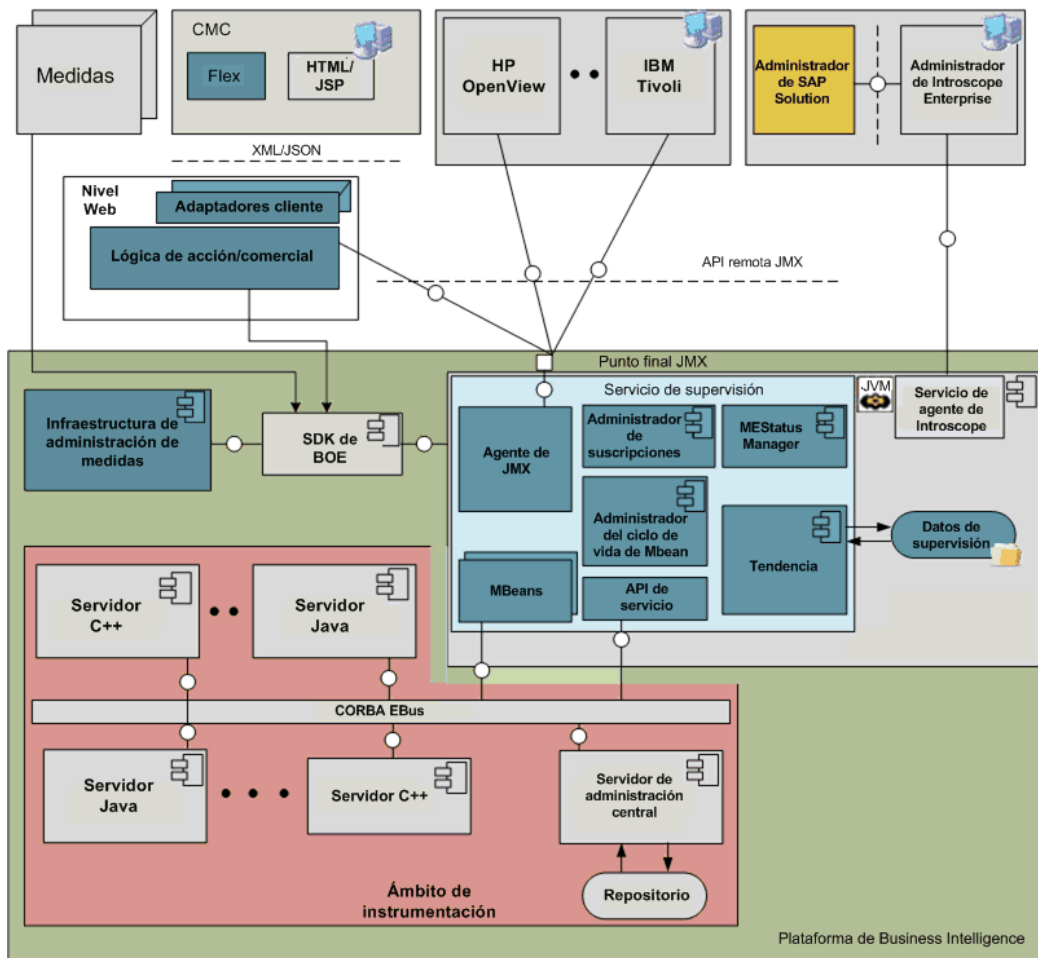 Medidas
CMC
Flex
HTML/
JSP
HP
OpenView
IBM
Tivoli
Administrador
de SAP
Solution
Administrador
de Introscope
Enterprise
XML/JSON
Nivel
Web
Adaptadores cliente
Lógica de acción/comercial
API remota JMX
Punto final JMX
Infraestructura de
administración de
medidas
SDK de
BOE
Servicio de supervisión
Agente de
JMX
Administrador
de
suscripciones
MEStatus
Manager
JVM
Servicio de
agente de
Introscope
Administrador
del ciclo de
vida de Mbean
Tendencia
Datos de
supervisión
MBeans
API de
servicio
Servidor
C++
Servidor
Java
CORBA EBus
Servidor
Java
Servidor C++
Servidor de
administración
central
Repositorio
Ámbito de
instrumentación
Plataforma de Business Intelligence